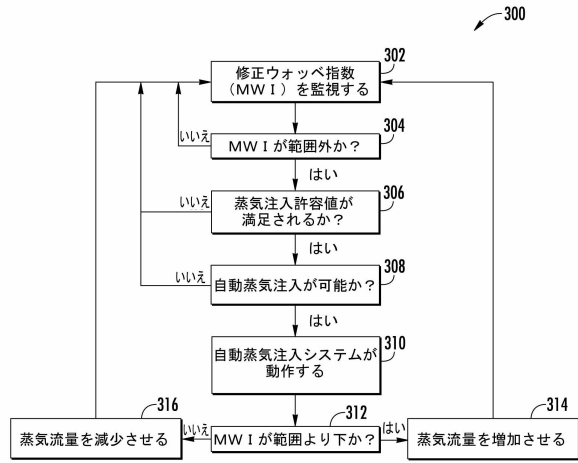 300
302
修正ウォッベ指数
(MWI)を監視する
いいえ
304
MWIが範囲外か?
はい
いいえ
306
蒸気注入許容値が
満足されるか?
はい
いいえ
308
自動蒸気注入が可能か?
はい
310
自動蒸気注入システムが
動作する
316
蒸気流量を減少させる
いいえ
312
MWIが範囲より下か?
はい
314
蒸気流量を増加させる